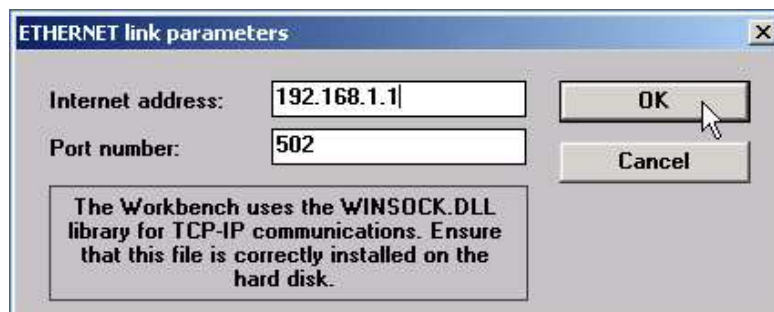 ETHERNET link parameters
Internet address: 192.168.1.1 OK
Port number: 502
Cancel
The Workbench uses the WINSOCK.DLL
library for TCP-IP communications. Ensure
that this file is correctly installed on the
hard disk.